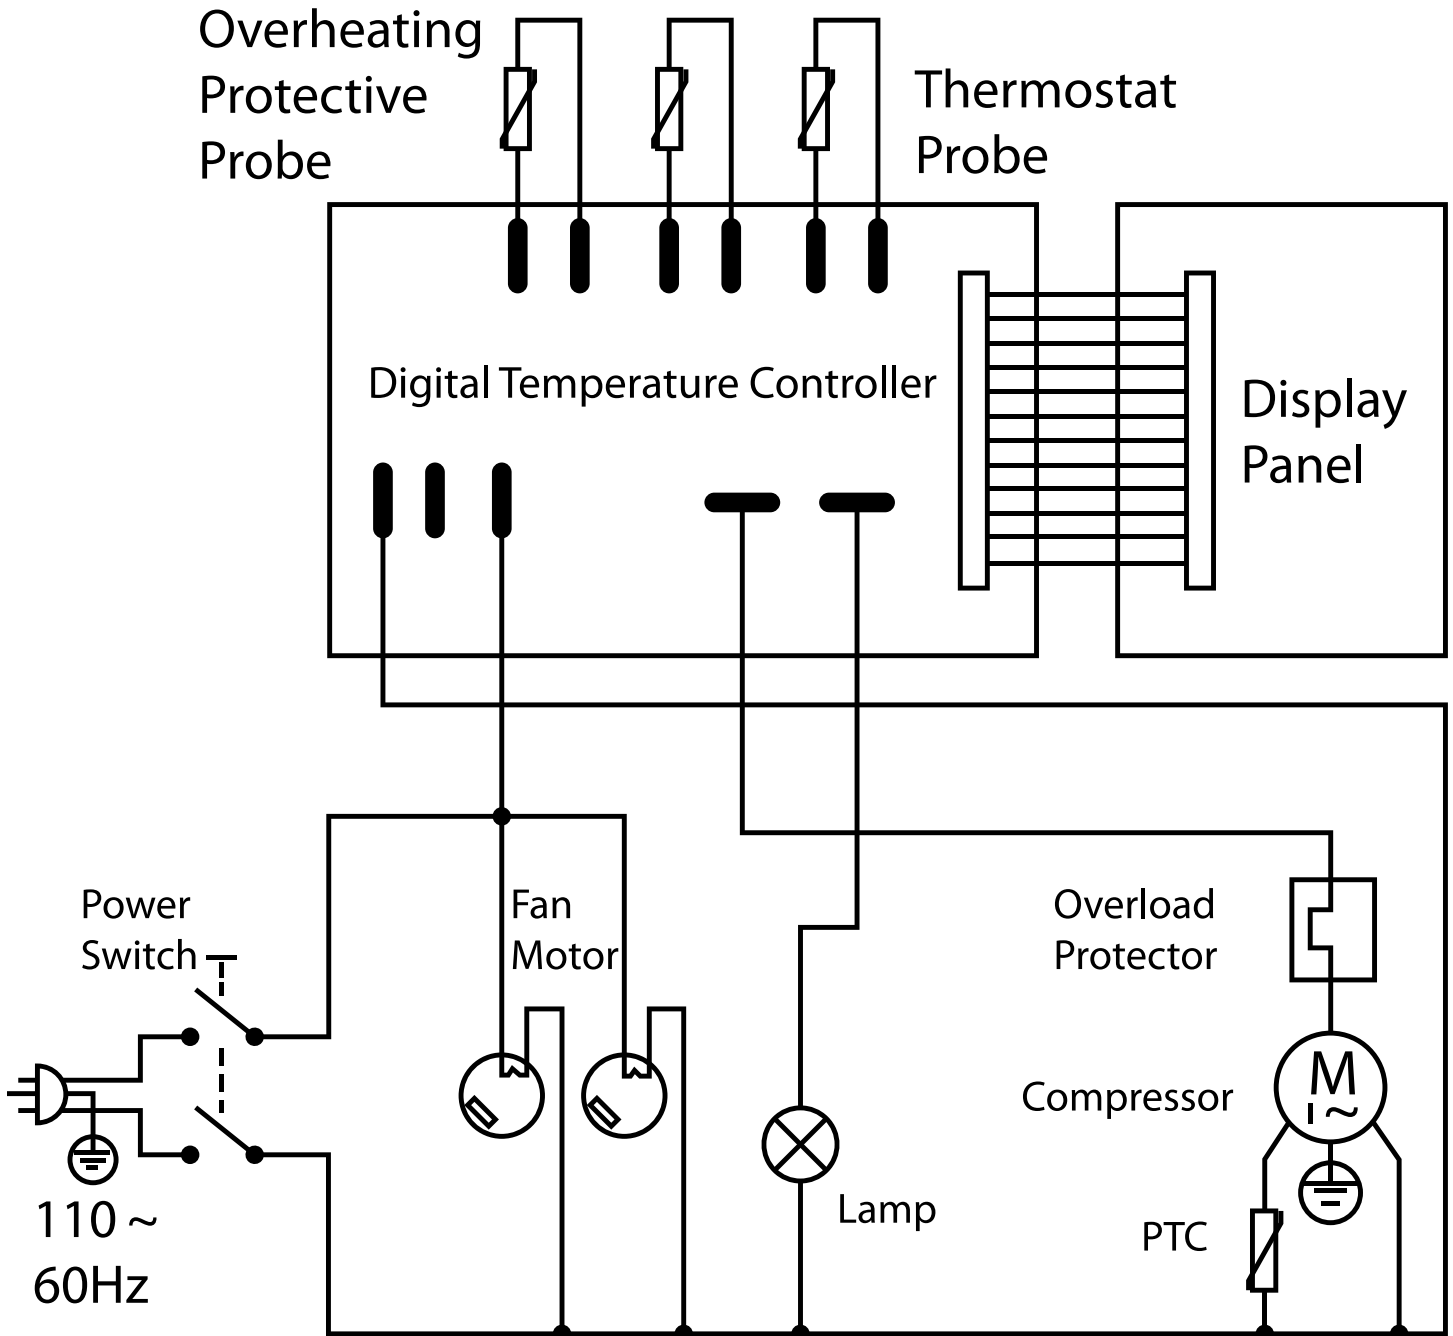 Overheating
Protective
Probe
Thermostat
Probe
Digital Temperature Controller
Display
Panel
Power
Switch
Fan
Motor
Overload
Protector
M
~
Compressor
Lamp
PTC
110 ~
60Hz